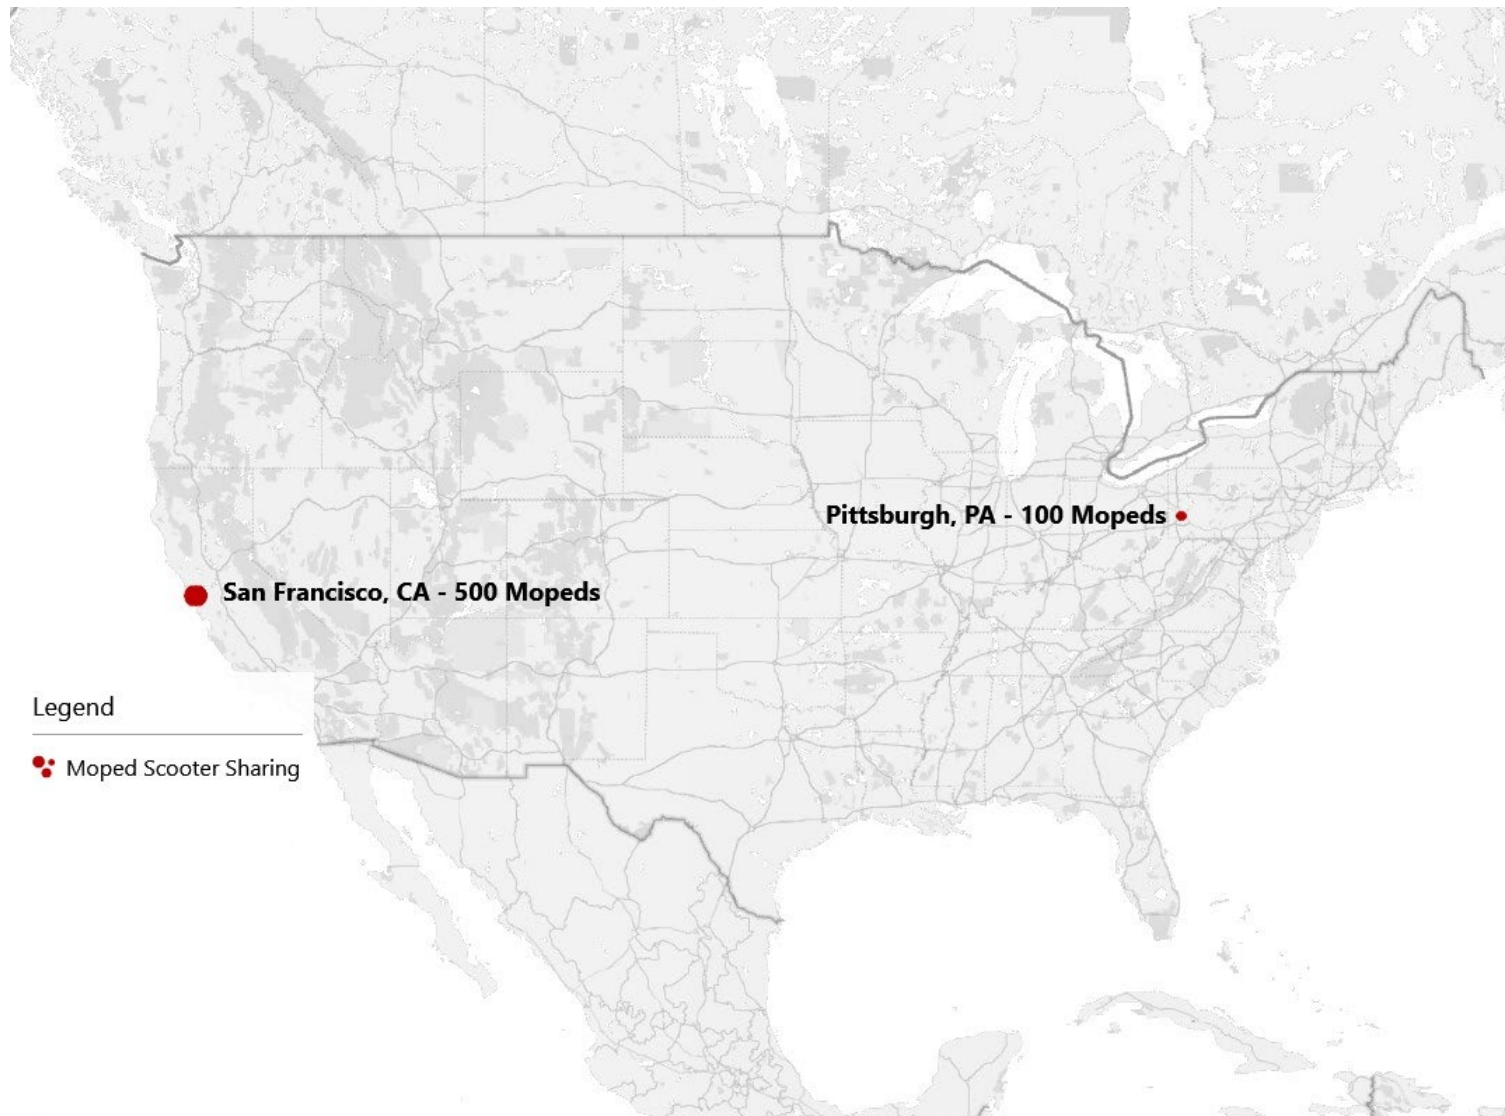 Pittsburgh, PA - 100 Mopeds
San Francisco, CA - 500 Mopeds
Legend
Moped Scooter Sharing